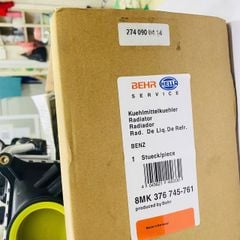 274 090 04 14
BEHR HELLA
SERVICE
Kuehlmittelkuehler
Radiator
Radiador
Rad. De Liq. De Refr.
BENZ
1 Stueck/piece
8MK 376 745-761
produced by Behr